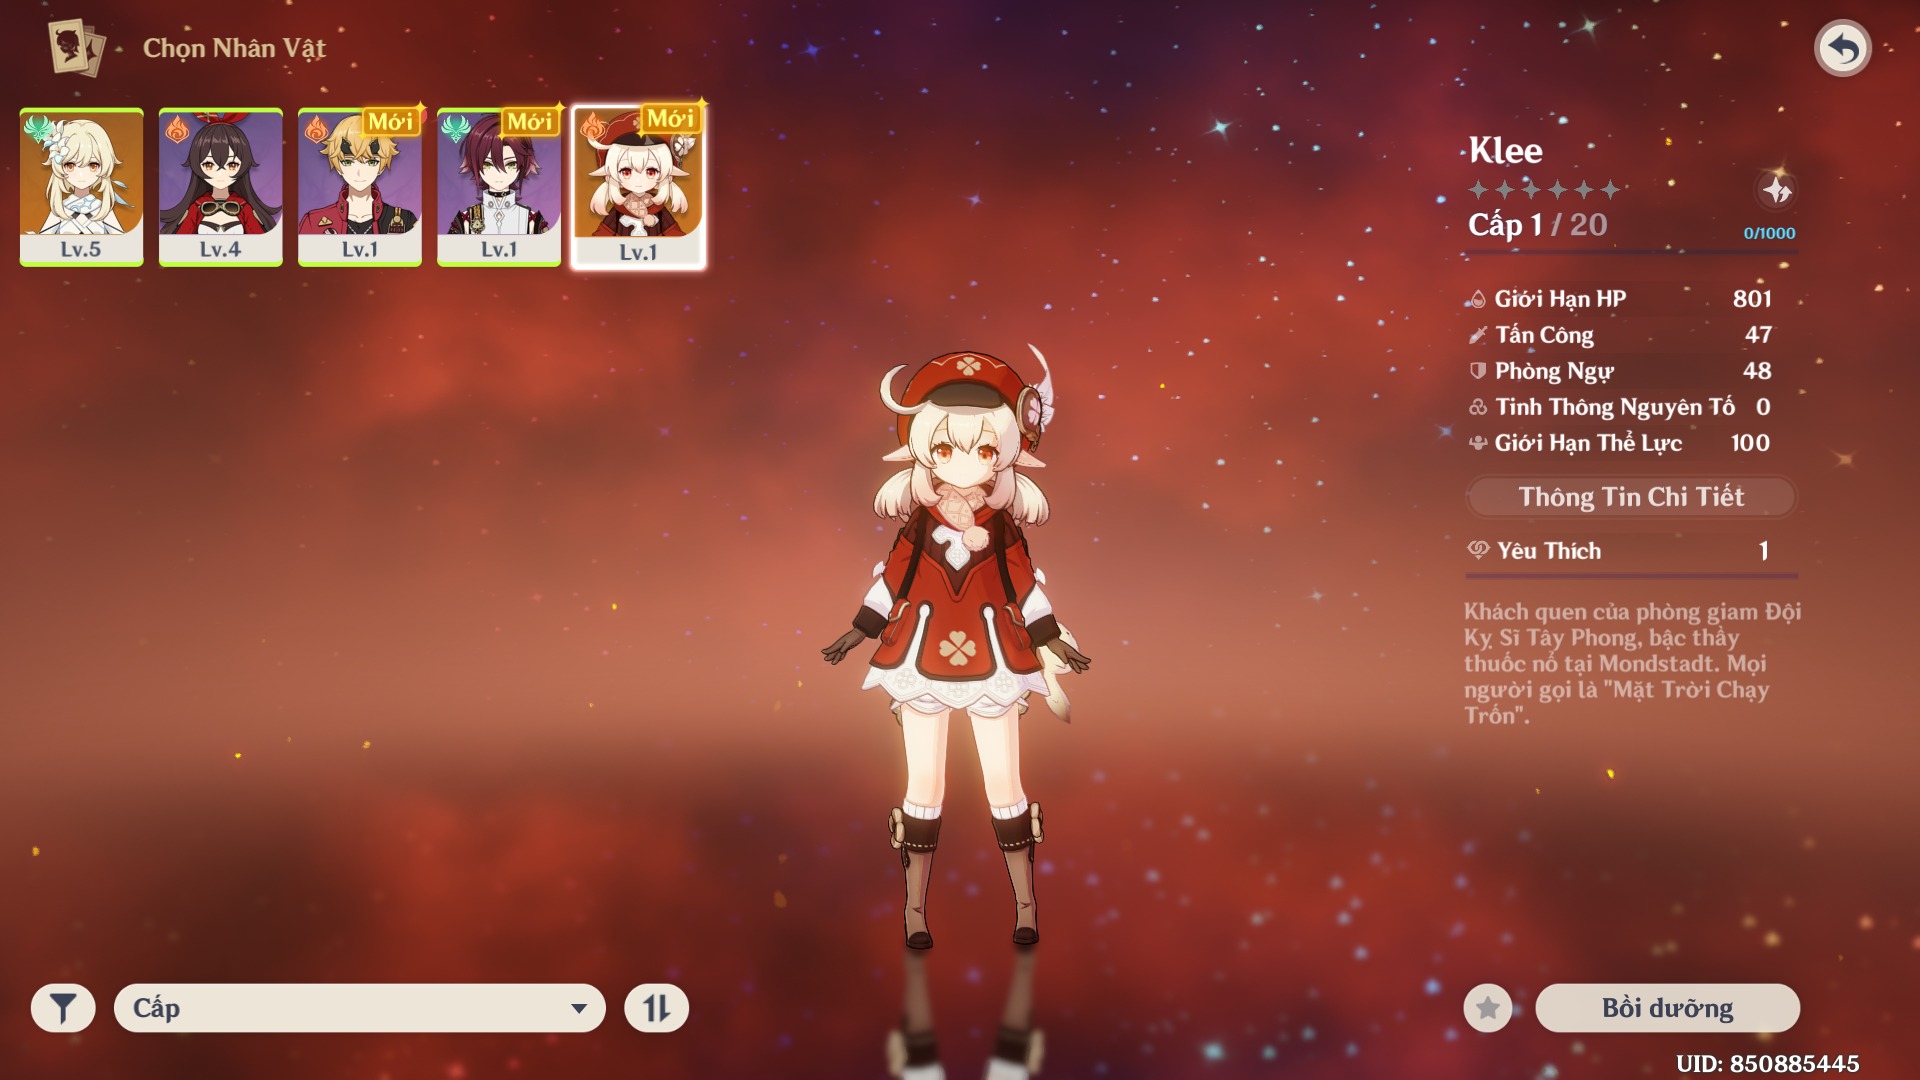 Chọn Nhân Vật
Mới
Mới
Mới
Lv.5
Lv.4
Lv.1
Lv.1
Lv.1
Klee
Cấp 1 / 20
0/1000
Giới Hạn HP 801
Tấn Công 47
Phòng Ngự 48
Tinh Thông Nguyên Tố 0
Giới Hạn Thể Lực 100
Thông Tin Chi Tiết
Yêu Thích 1
Khách quen của phòng giam Đội
Kỵ Sĩ Tây Phong, bậc thầy
thuốc nổ tại Mondstadt. Mọi
người gọi là "Mặt Trời Chạy
Trốn".
Cấp
Bồi dưỡng
UID: 850885445